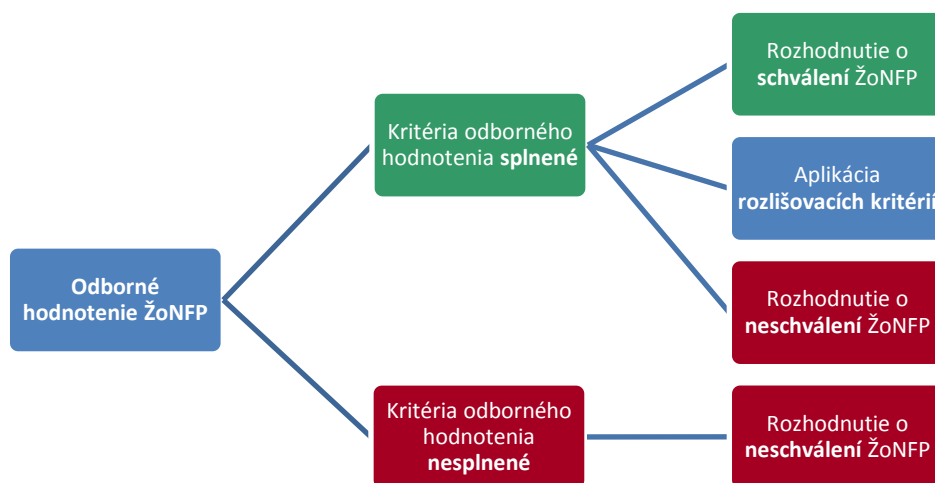 Odborné
hodnotenie ŽoNFP
Kritéria odborného
hodnotenia splnené
Rozhodnutie o
schválení ŽoNFP
Aplikácia
rozlišovacích kritérií
Rozhodnutie o
neschválení ŽoNFP
Kritéria odborného
hodnotenia
nesplnené
Rozhodnutie o
neschválení ŽoNFP